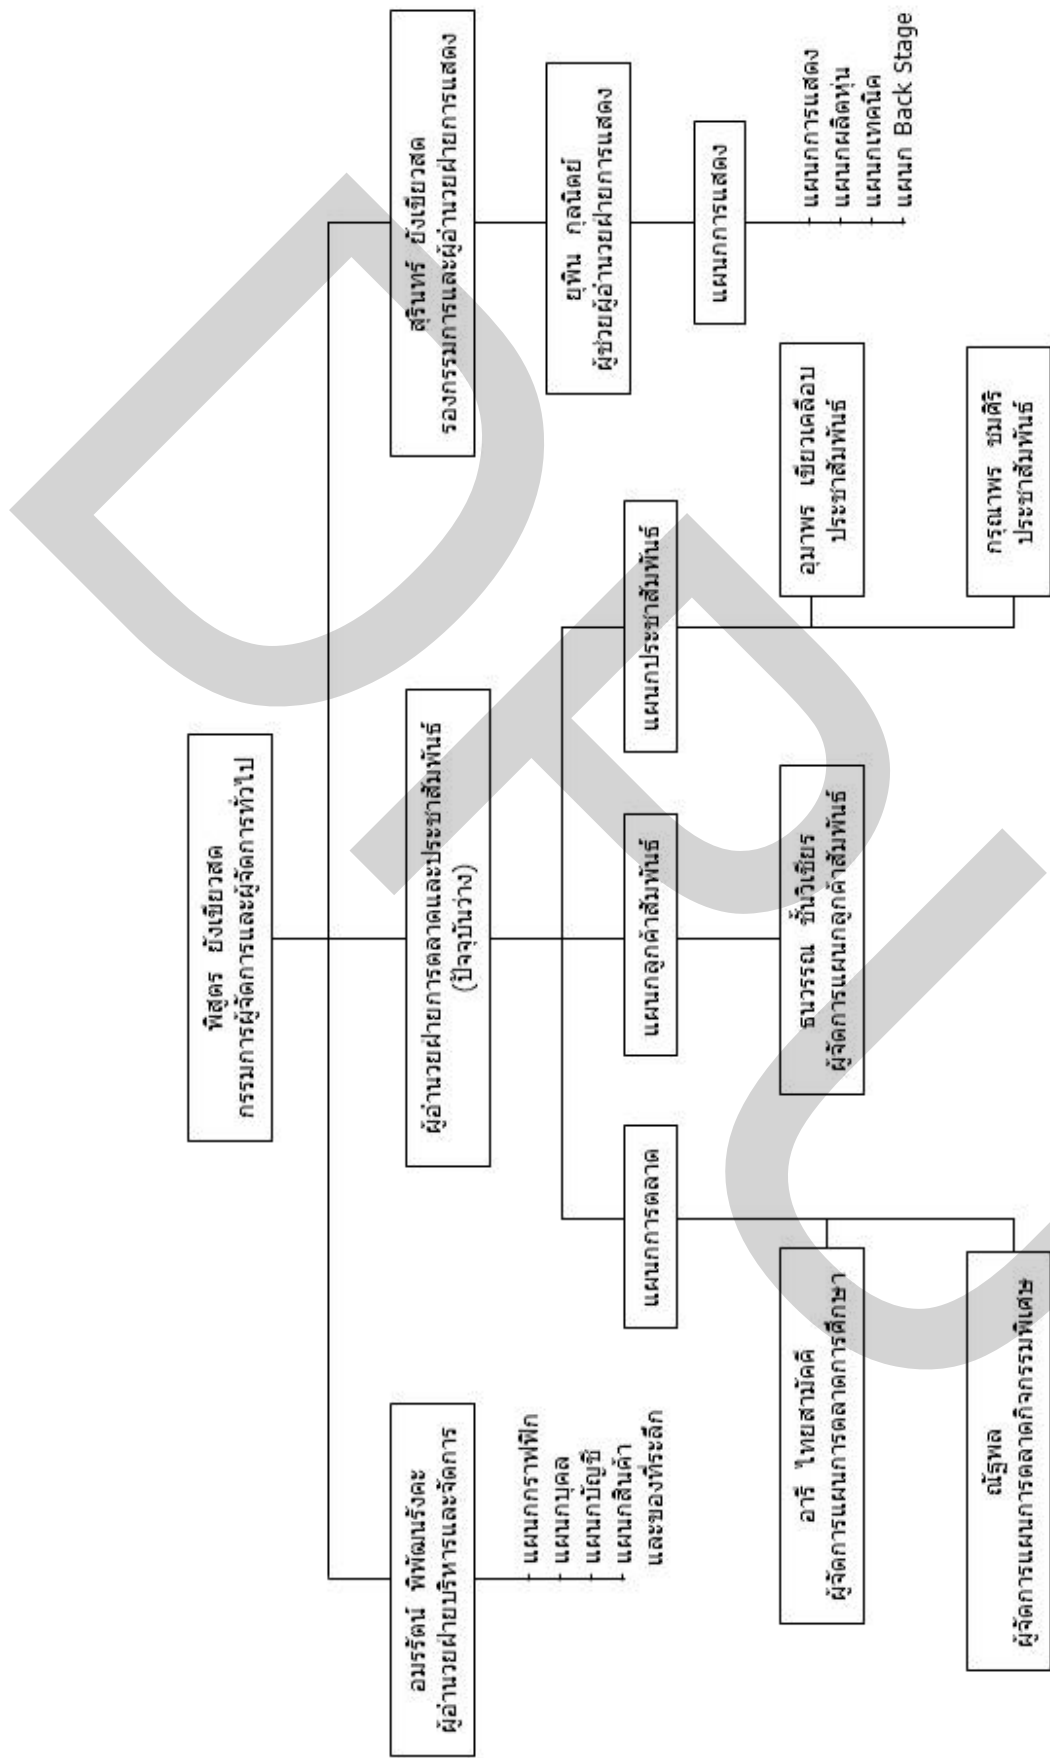 พิสูตร ยังเขียวสด
กรรมการผู้จัดการและผู้จัดการทั่วไป
อมรรัตน์ พิพัฒนรังคะ
ผู้อำนวยฝ่ายบริหารและจัดการ
แผนกกราฟฟิก
แผนกบุคคล
แผนกบัญชี
แผนกสินค้า
และของที่ระลึก
ผู้อำนวยฝ่ายการตลาดและประชาสัมพันธ์
(ปัจจุบันว่าง)
แผนกการตลาด
อารี ไทยสามัคคี
ผู้จัดการแผนการตลาดการศึกษา
ณัฐพล
ผู้จัดการแผนการตลาดกิจกรรมพิเศษ
แผนกลูกค้าสัมพันธ์
ธนวรรณ ชั้นวิเชียร
ผู้จัดการแผนกลูกค้าสัมพันธ์
แผนกประชาสัมพันธ์
อุมาพร เขียวเคลือบ
ประชาสัมพันธ์
กรุณาพร ชมศิริ
ประชาสัมพันธ์
สุรินทร์ ยังเขียวสด
รองกรรมการและผู้อำนวยฝ่ายการแสดง
ยุพิน กุลนิตย์
ผู้ช่วยผู้อำนวยฝ่ายการแสดง
แผนกการแสดง
แผนกการแสดง
แผนกผลิตหุ่น
แผนกเทคนิค
แผนก Back Stage
DPU